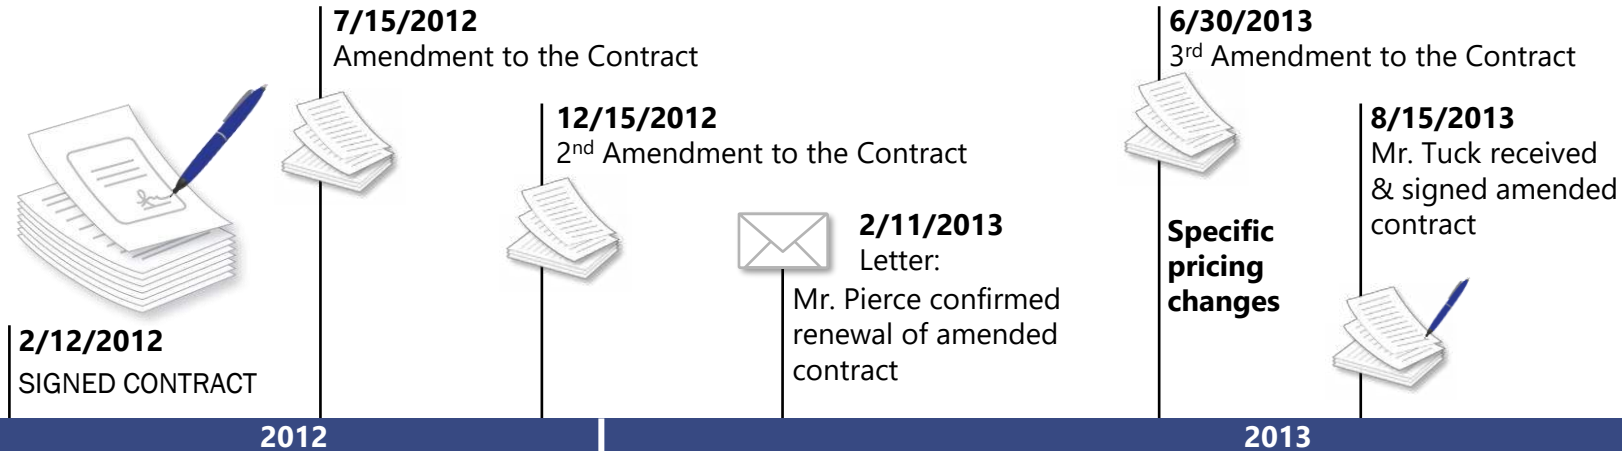 7/15/2012
Amendment to the Contract
12/15/2012
2nd Amendment to the Contract
2/11/2013
Letter:
Mr. Pierce confirmed
renewal of amended
contract
6/30/2013
3rd Amendment to the Contract
Specific
pricing
changes
8/15/2013
Mr. Tuck received
& signed amended
contract
2/12/2012
SIGNED CONTRACT
2012
2013